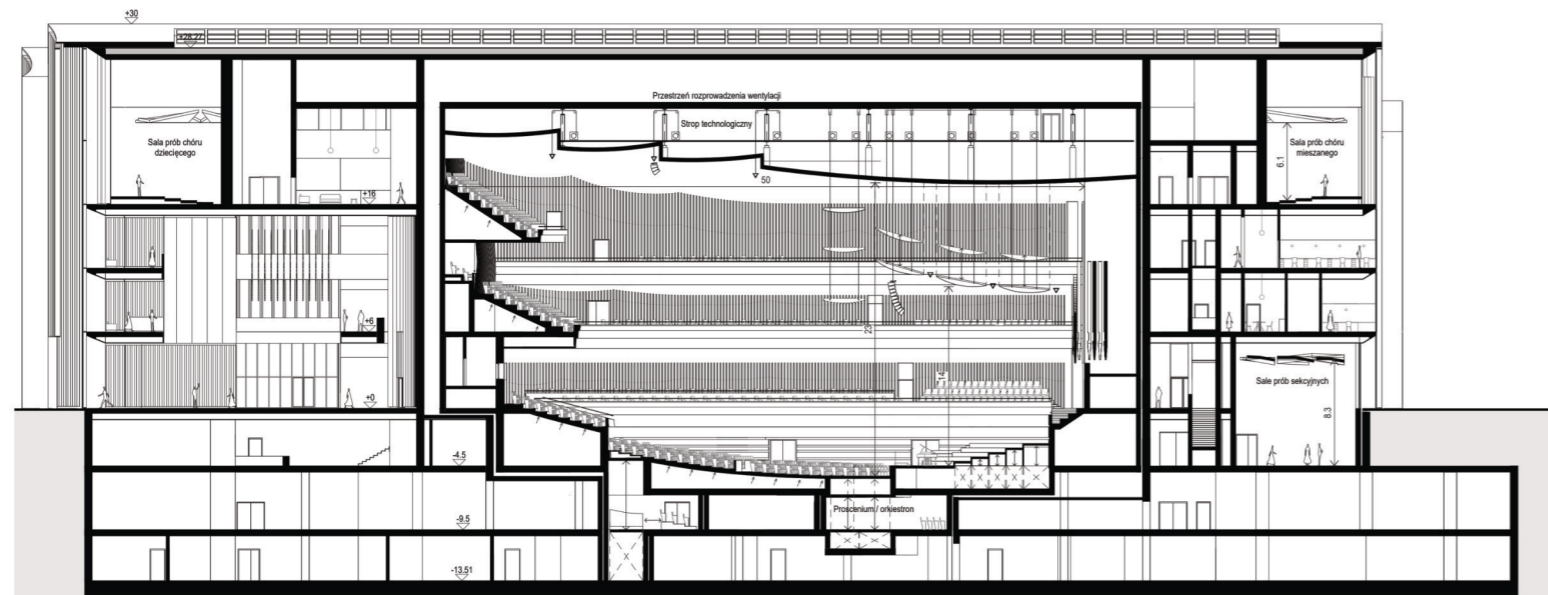 +30
+28.27
Przestrzeń rozprowadzenia wentylacji
Strop technologiczny
Sala prób chóru
dziecięcego
Sala prób chóru
mieszanego
6.1
50
+16
+6
23
14
Sale prób sekcyjnych
8.3
+0
-4.5
-9.5
Proscenium / orkiestron
-13.51